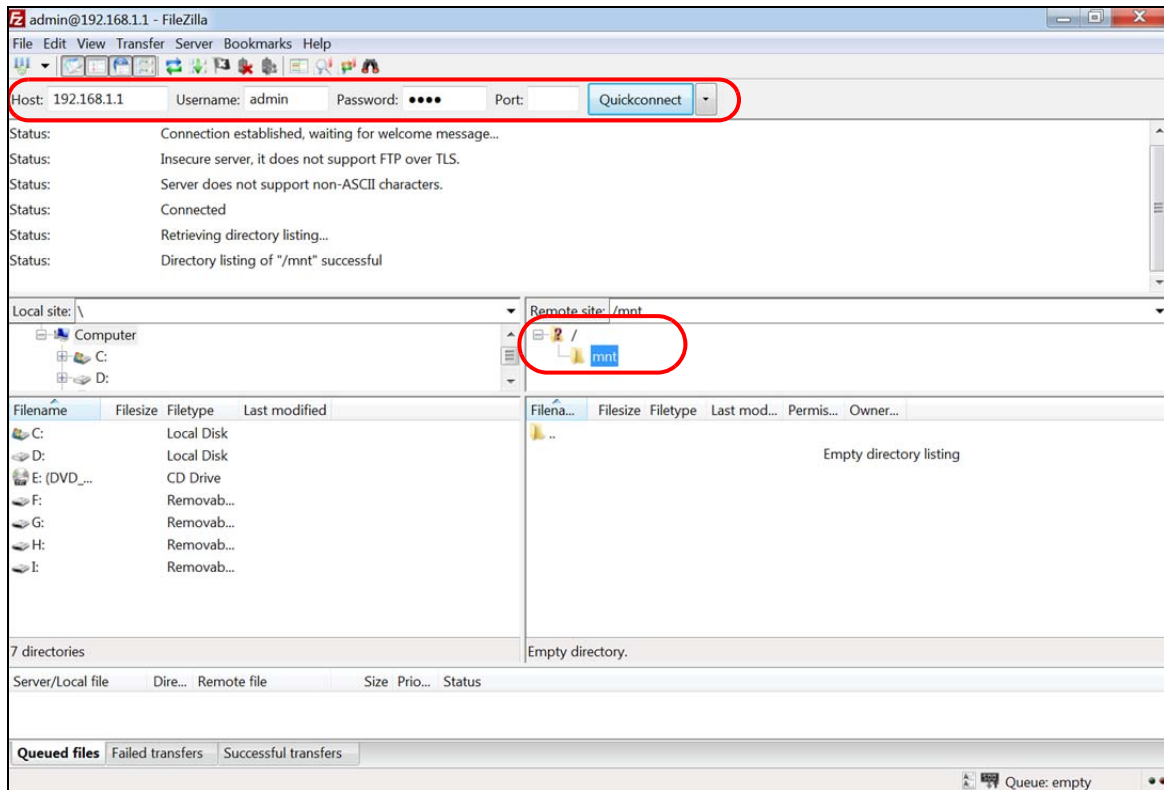 admin@192.168.1.1 - FileZilla
File Edit View Transfer Server Bookmarks Help
Host: 192.168.1.1 Username: admin Password: •••• Port: Quickconnect
Status: Connection established, waiting for welcome message...
Status: Insecure server, it does not support FTP over TLS.
Status: Server does not support non-ASCII characters.
Status: Connected
Status: Retrieving directory listing...
Status: Directory listing of "/mnt" successful
Local site: \
Computer
C:
D:
Remote site: /mnt
/
mnt
Filename Filesize Filetype Last modified
C: Local Disk
D: Local Disk
E: (DVD_... CD Drive
F: Removab...
G: Removab...
H: Removab...
I: Removab...
7 directories
Filena... Filesize Filetype Last mod... Permis... Owner...
..
Empty directory listing
Empty directory.
Server/Local file Dire... Remote file Size Prio... Status
Queued files Failed transfers Successful transfers
Queue: empty